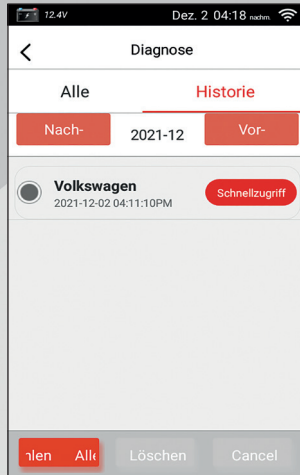 12.4V Dez. 2 04:18 nachm.
Diagnose
Alle Historie
Nach- 2021-12 Vor-
Volkswagen
2021-12-02 04:11:10PM
Schnellzugriff
hlen Alle Löschen Cancel